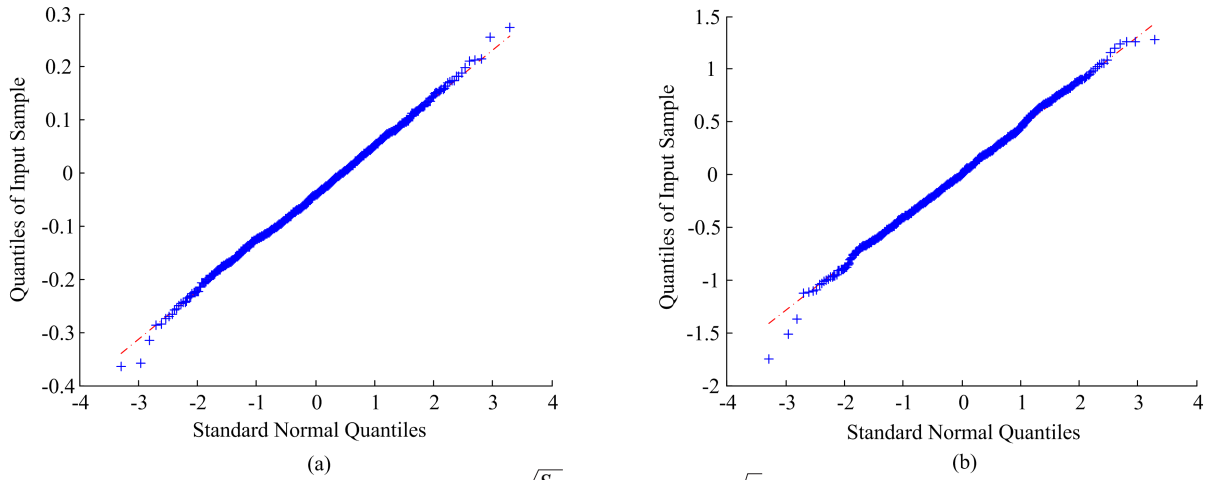 0.3
0.2
0.1
0
-0.1
-0.2
-0.3
-0.4
Quantiles of Input Sample
-4 -3 -2 -1 0 1 2 3 4
Standard Normal Quantiles
(a)
1.5
1
0.5
0
-0.5
-1
-1.5
-2
Quantiles of Input Sample
-4 -3 -2 -1 0 1 2 3 4
Standard Normal Quantiles
(b)